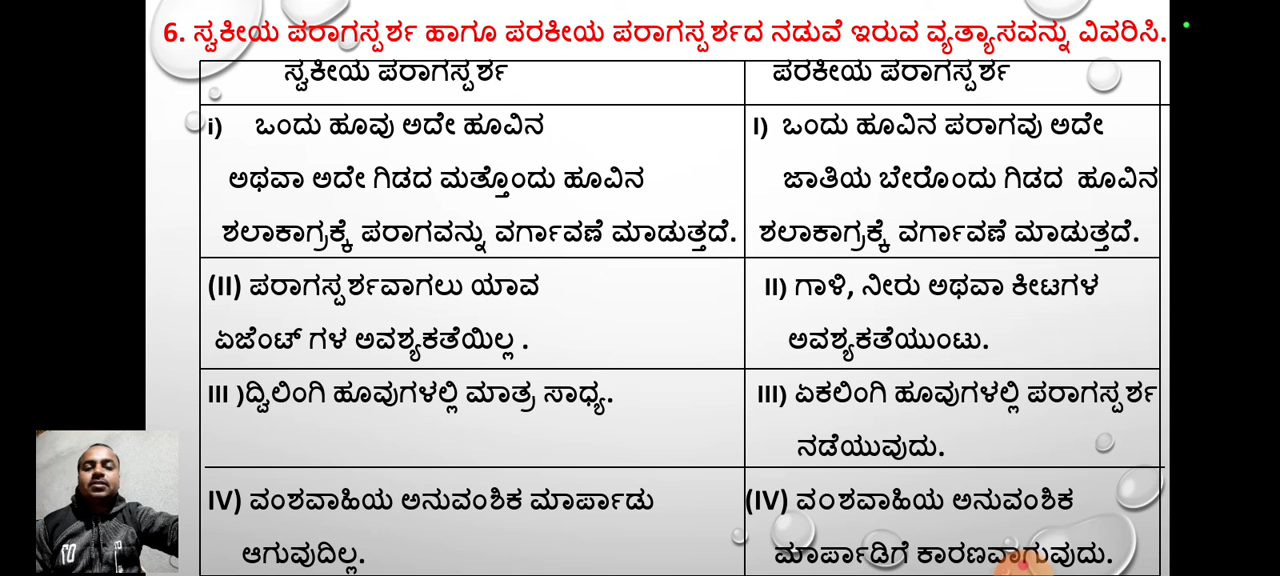 6. ಸ್ವಕೀಯ ಪರಾಗಸ್ಪರ್ಶ ಹಾಗೂ ಪರಕೀಯ ಪರಾಗಸ್ಪರ್ಶದ ನಡುವೆ ಇರುವ ವ್ಯತ್ಯಾಸವನ್ನು ವಿವರಿಸಿ.
ಸ್ವಕೀಯ ಪರಾಗಸ್ಪರ್ಶ
ಪರಕೀಯ ಪರಾಗಸ್ಪರ್ಶ
i) ಒಂದು ಹೂವು ಅದೇ ಹೂವಿನ
ಅಥವಾ ಅದೇ ಗಿಡದ ಮತ್ತೊಂದು ಹೂವಿನ
ಶಲಾಕಾಗ್ರಕ್ಕೆ ಪರಾಗವನ್ನು ವರ್ಗಾವಣೆ ಮಾಡುತ್ತದೆ.
I) ಒಂದು ಹೂವಿನ ಪರಾಗವು ಅದೇ
ಜಾತಿಯ ಬೇರೊಂದು ಗಿಡದ ಹೂವಿನ
ಶಲಾಕಾಗ್ರಕ್ಕೆ ವರ್ಗಾವಣೆ ಮಾಡುತ್ತದೆ.
(II) ಪರಾಗಸ್ಪರ್ಶವಾಗಲು ಯಾವ
ಏಜೆಂಟ್ ಗಳ ಅವಶ್ಯಕತೆಯಿಲ್ಲ .
II) ಗಾಳಿ, ನೀರು ಅಥವಾ ಕೀಟಗಳ
ಅವಶ್ಯಕತೆಯುಂಟು.
III )ದ್ವಿಲಿಂಗಿ ಹೂವುಗಳಲ್ಲಿ ಮಾತ್ರ ಸಾಧ್ಯ.
III) ಏಕಲಿಂಗಿ ಹೂವುಗಳಲ್ಲಿ ಪರಾಗಸ್ಪರ್ಶ
ನಡೆಯುವುದು.
IV) ವಂಶವಾಹಿಯ ಅನುವಂಶಿಕ ಮಾರ್ಪಾಡು
ಆಗುವುದಿಲ್ಲ.
(IV) ವಂಶವಾಹಿಯ ಅನುವಂಶಿಕ
ಮಾರ್ಪಾಡಿಗೆ ಕಾರಣವಾಗುವುದು.